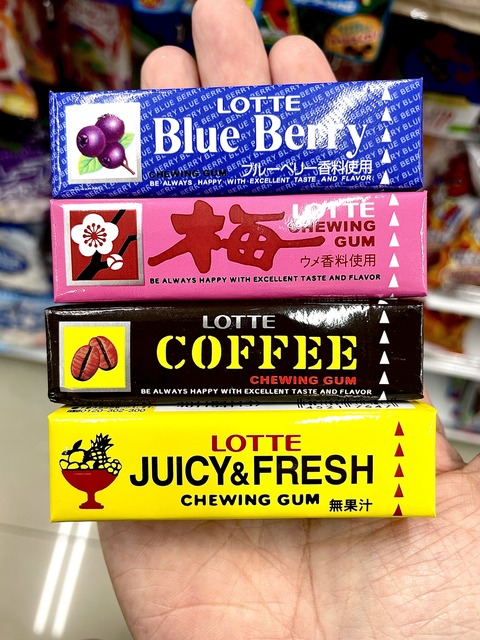 LOTTE
Blue Berry
ブルーベリー香料使用
CHEWING GUM
BE ALWAYS HAPPY WITH EXCELLENT TASTE AND FLAVOR
LOTTE
梅
CHEWING
GUM
ウメ香料使用
BE ALWAYS HAPPY WITH EXCELLENT TASTE AND FLAVOR
LOTTE
COFFEE
CHEWING GUM
BE ALWAYS HAPPY WITH EXCELLENT TASTE AND FLAVOR
0120-302-300
LOTTE
JUICY&FRESH
CHEWING GUM
無果汁